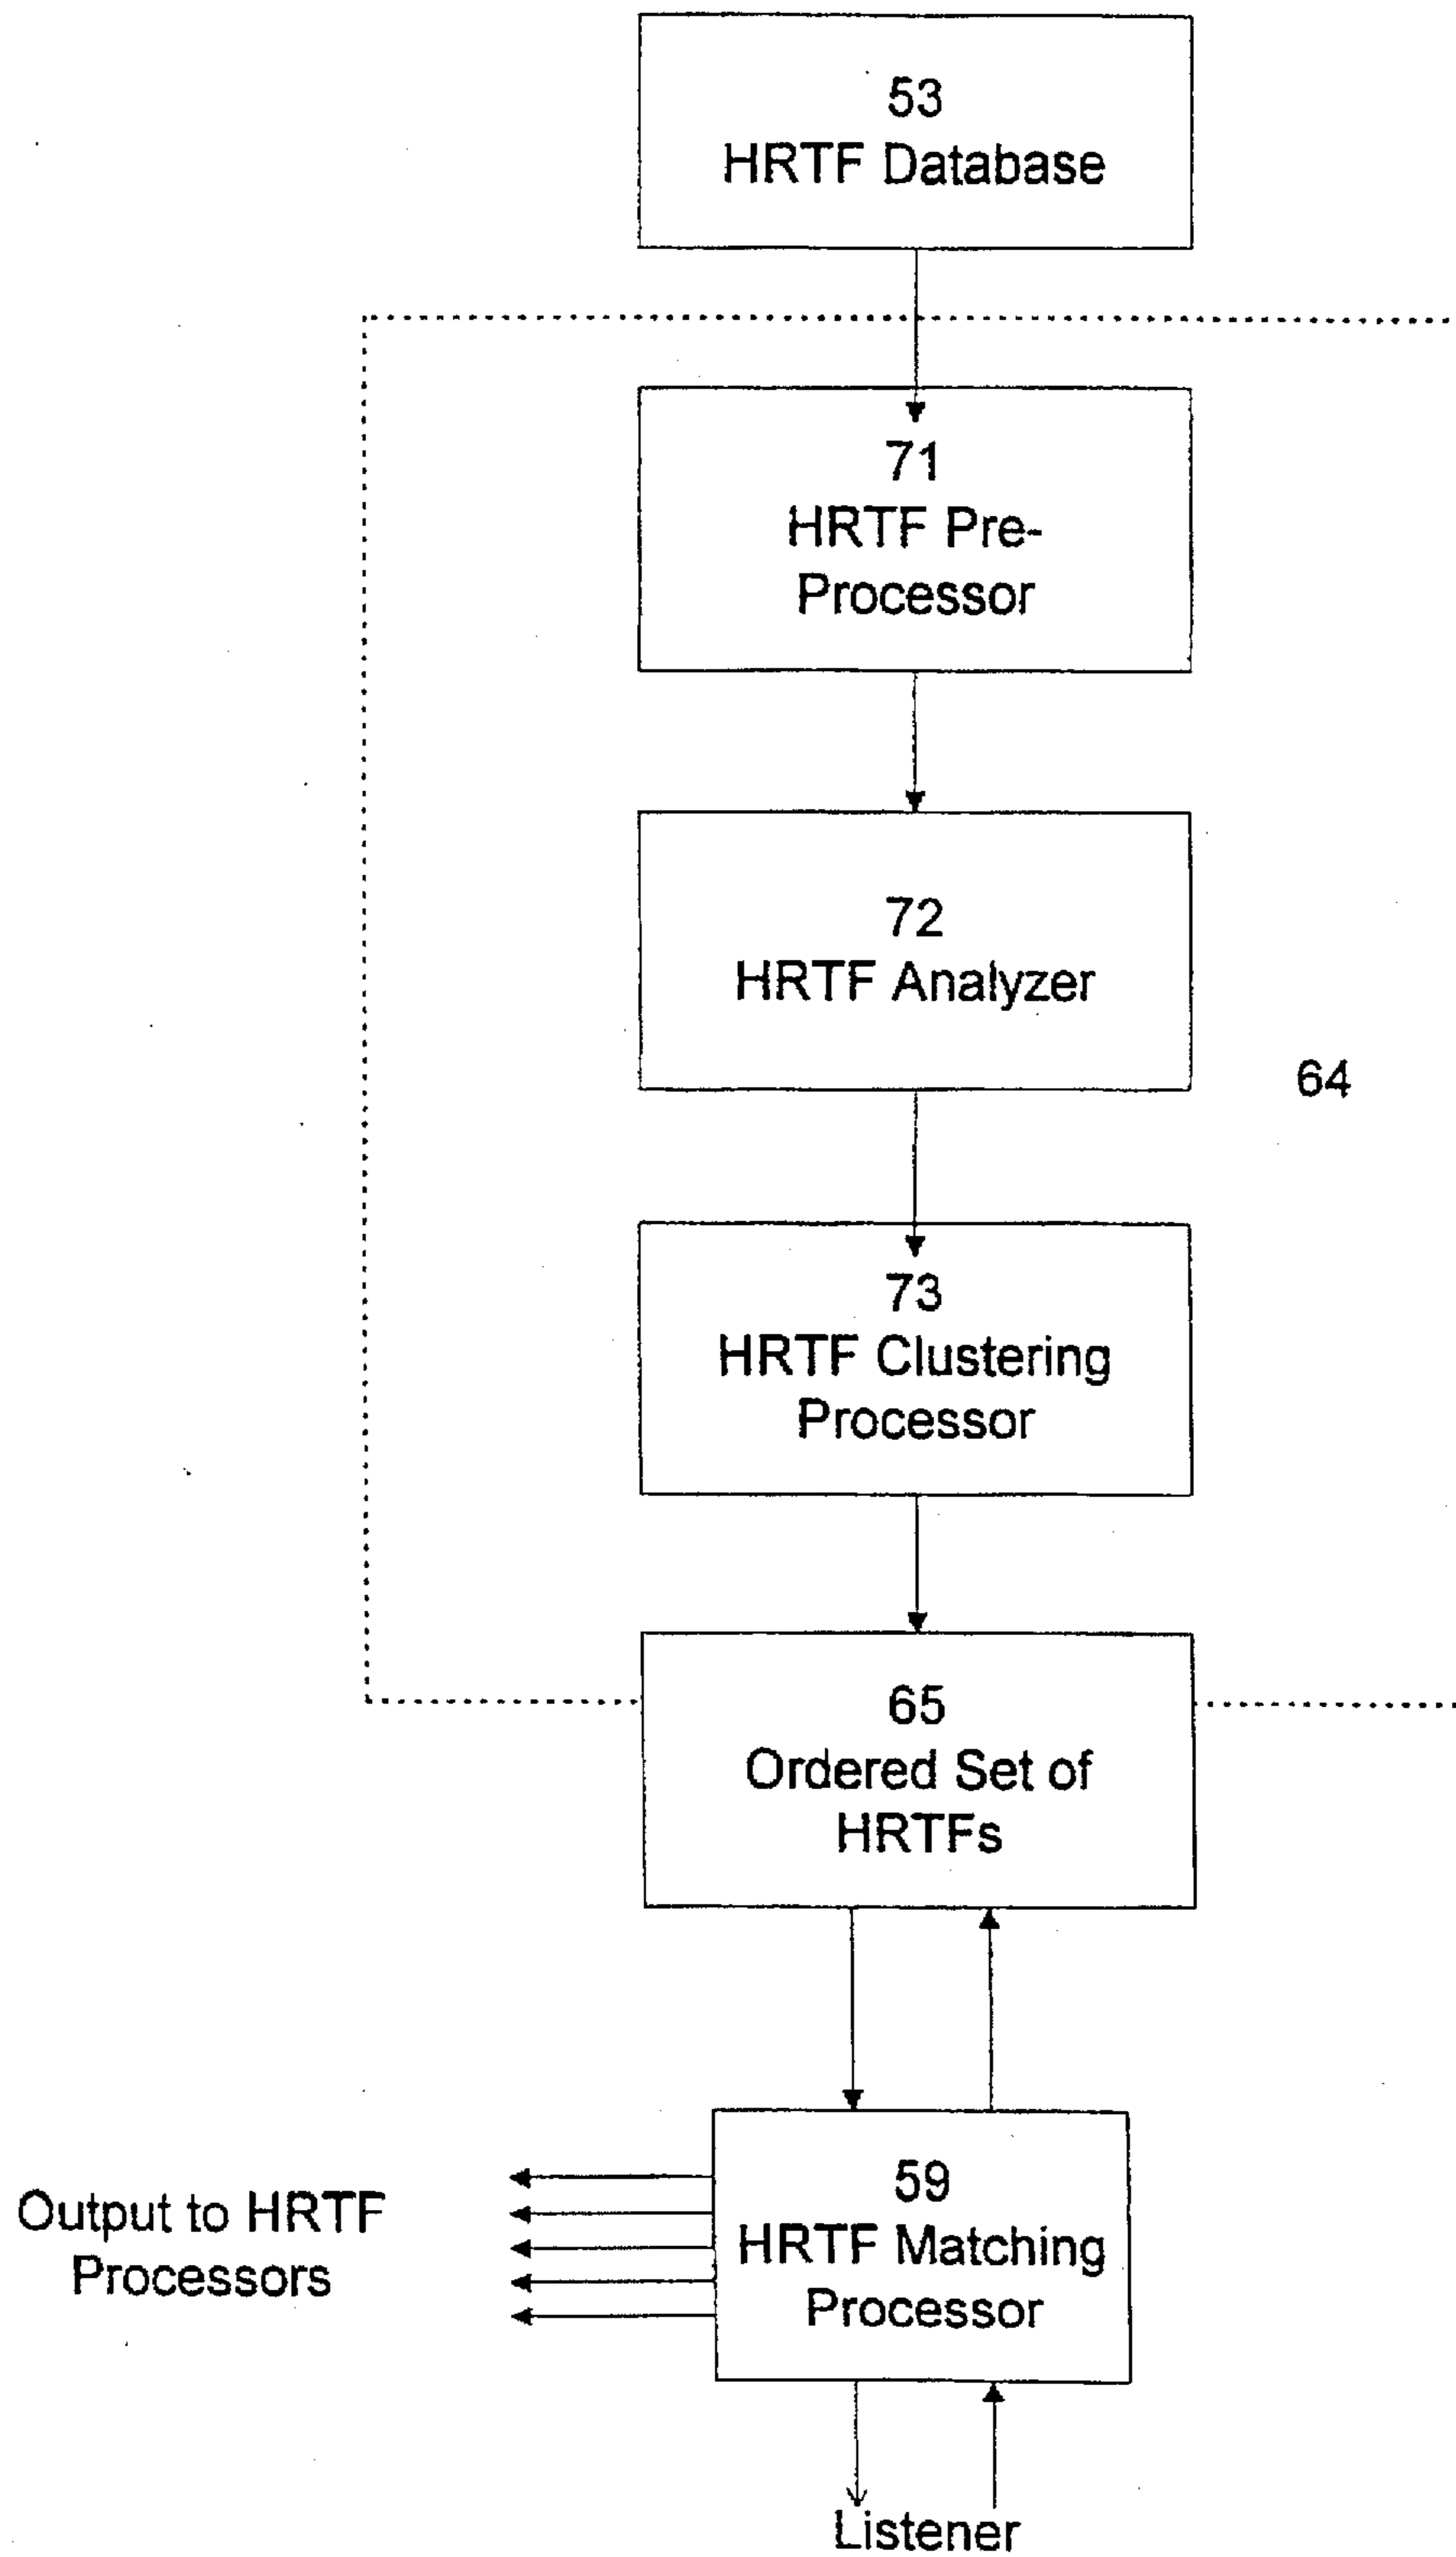 53
HRTF Database
71
HRTF Pre-
Processor
72
HRTF Analyzer
64
73
HRTF Clustering
Processor
65
Ordered Set of
HRTFs
59
HRTF Matching
Processor
Output to HRTF
Processors
Listener